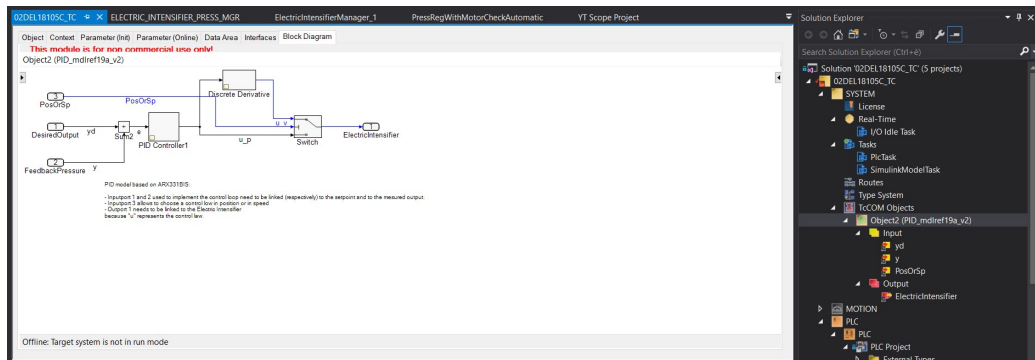 02DEL18105C_TC
ELECTRIC_INTENSIFIER_PRESS_MGR
ElectricIntensifierManager_1
PressRegWithMotorCheckAutomatic
YT Scope Project
Object
Context
Parameter (Init)
Parameter (Online)
Data Area
Interfaces
Block Diagram
This module is for non commercial use only!
Object2 (PID_mdlref19a_v2)
Discrete Derivative
3
PosOrSp
PosOrSp
u_v
1
DesiredOutput
yd
Sum2
e
PID Controller1
u_p
Switch
1
ElectricIntensifier
2
FeedbackPressure
y
PID model based on ARX331BIS:
- Inputport 1 and 2 used to implement the control loop need to be linked (respectively) to the setpoint and to the mesured output.
- Inputport 3 allows to choose a control low in position or in speed
- Outport 1 needs to be linked to the Electric Intensifier
because "u" represents the control law
Offline: Target system is not in run mode
Solution Explorer
Search Solution Explorer (Ctrl+è)
Solution '02DEL18105C_TC' (5 projects)
02DEL18105C_TC
SYSTEM
License
Real-Time
I/O Idle Task
Tasks
PlcTask
SimulinkModelTask
Routes
Type System
TcCOM Objects
Object2 (PID_mdlref19a_v2)
Input
yd
y
PosOrSp
Output
ElectricIntensifier
MOTION
PLC
PLC
PLC Project
External Types